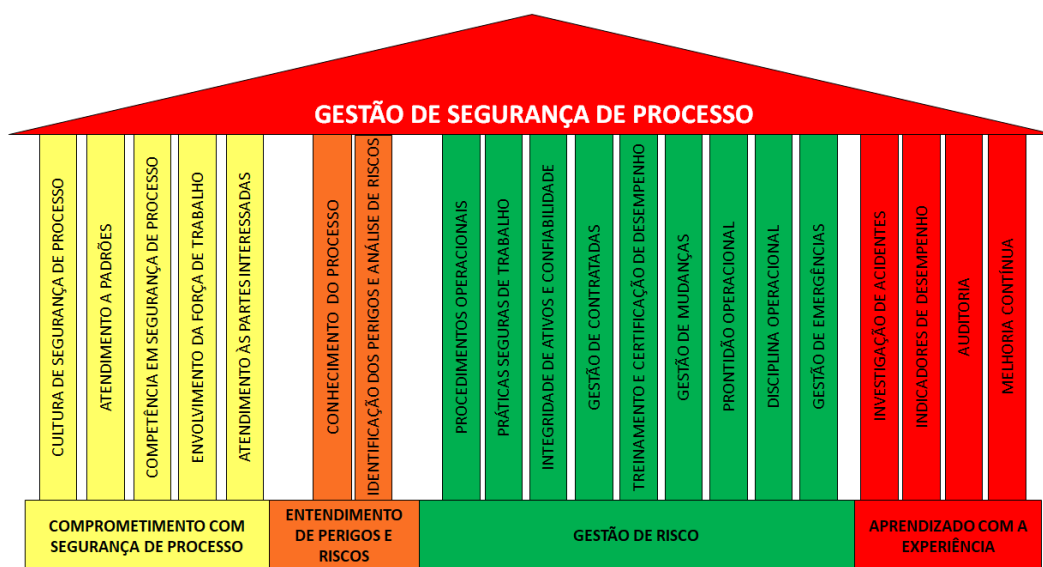 GESTÃO DE SEGURANÇA DE PROCESSO
CULTURA DE SEGURANÇA DE PROCESSO
ATENDIMENTO A PADRÕES
COMPETÊNCIA EM SEGURANÇA DE PROCESSO
ENVOLVIMENTO DA FORÇA DE TRABALHO
ATENDIMENTO ÀS PARTES INTERESSADAS
CONHECIMENTO DO PROCESSO
IDENTIFICAÇÃO DOS PERIGOS E ANÁLISE DE RISCOS
PROCEDIMENTOS OPERACIONAIS
PRÁTICAS SEGURAS DE TRABALHO
INTEGRIDADE DE ATIVOS E CONFIABILIDADE
GESTÃO DE CONTRATADAS
TREINAMENTO E CERTIFICAÇÃO DE DESEMPENHO
GESTÃO DE MUDANÇAS
PRONTIDÃO OPERACIONAL
DISCIPLINA OPERACIONAL
GESTÃO DE EMERGÊNCIAS
INVESTIGAÇÃO DE ACIDENTES
INDICADORES DE DESEMPENHO
AUDITORIA
MELHORIA CONTÍNUA
COMPROMETIMENTO COM
SEGURANÇA DE PROCESSO
ENTENDIMENTO
DE PERIGOS E
RISCOS
GESTÃO DE RISCO
APRENDIZADO COM A
EXPERIÊNCIA